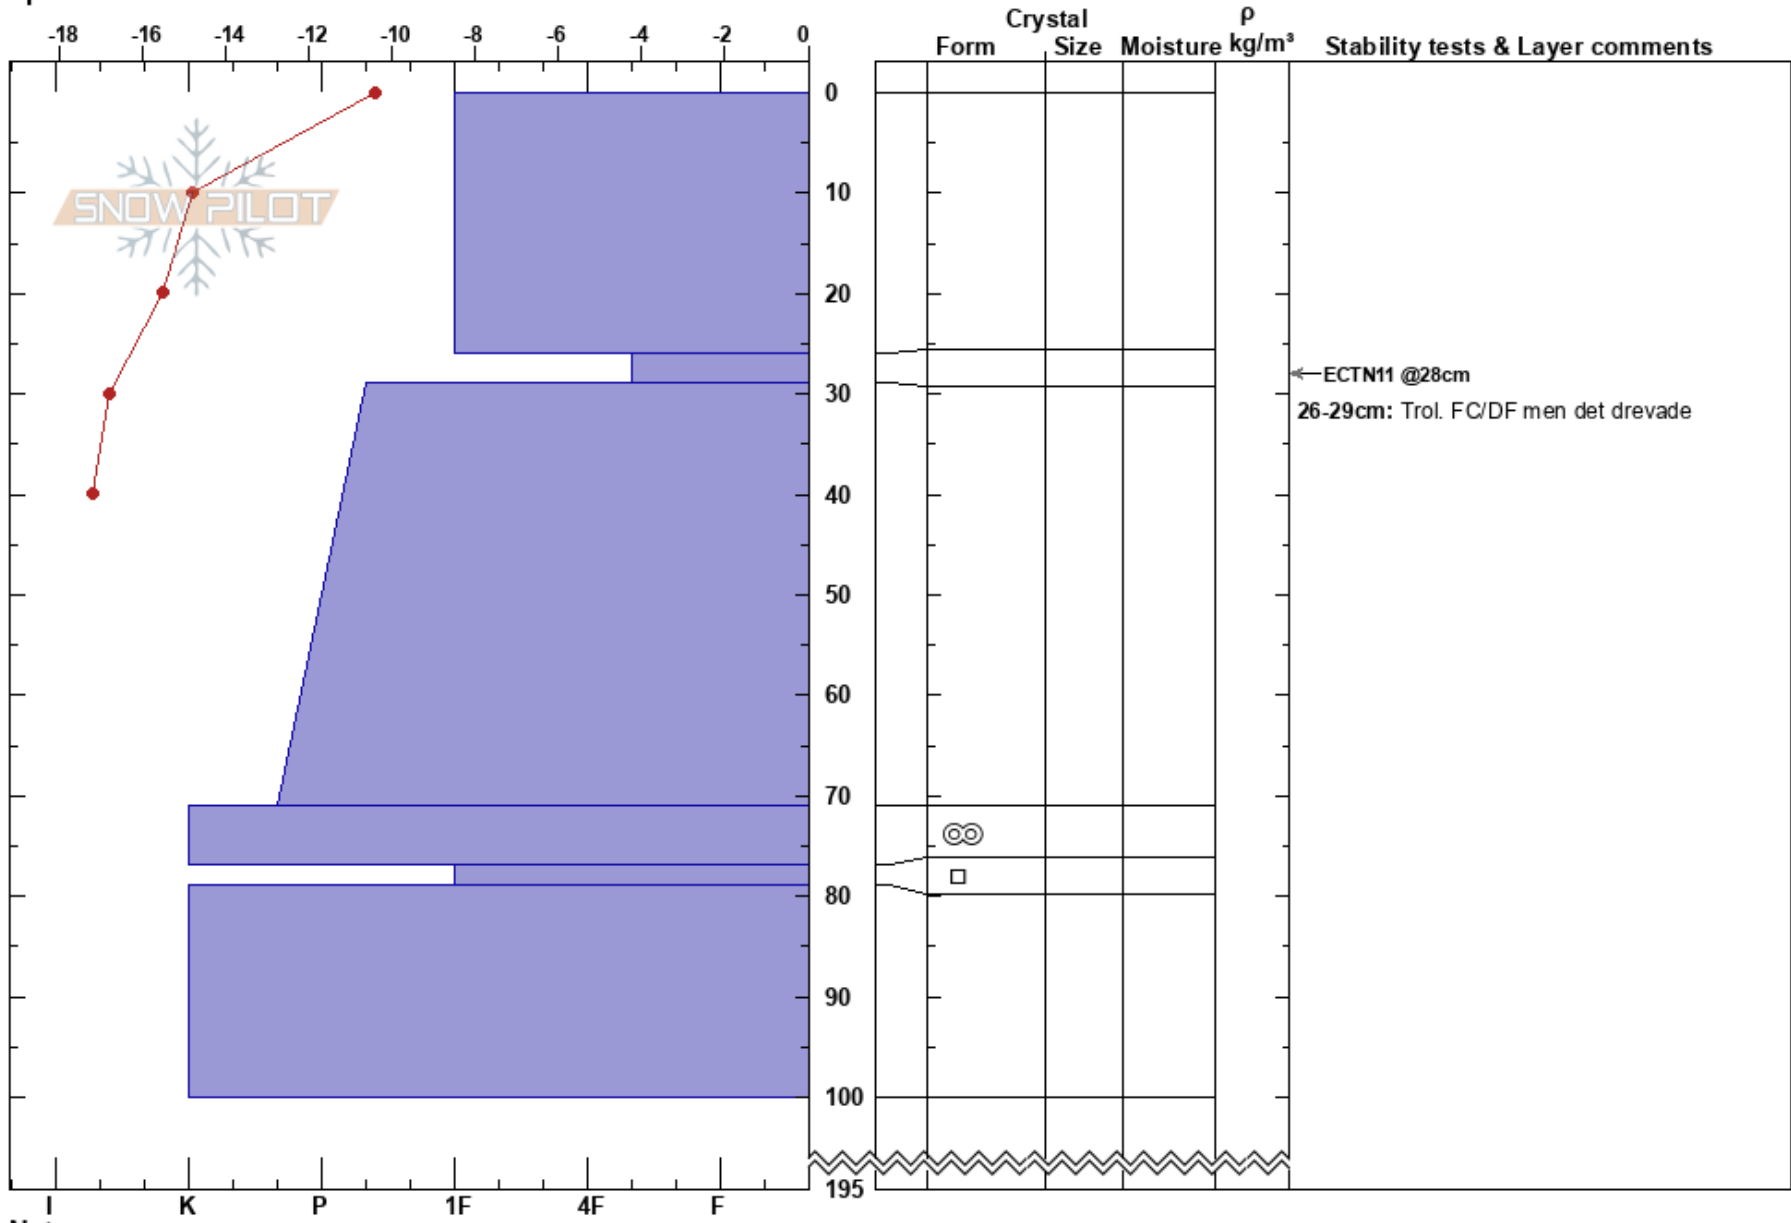 Crystal
ρ
-18 -16 -14 -12 -10 -8 -6 -4 -2 0
Form Size Moisture kg/m³ Stability tests & Layer comments
0
SNOW PILOT
10
20
ECTN11 @28cm
30
26-29cm: Trol. FC/DF men det drevade
40
50
60
70
80
90
100
195
I K P 1F 4F F